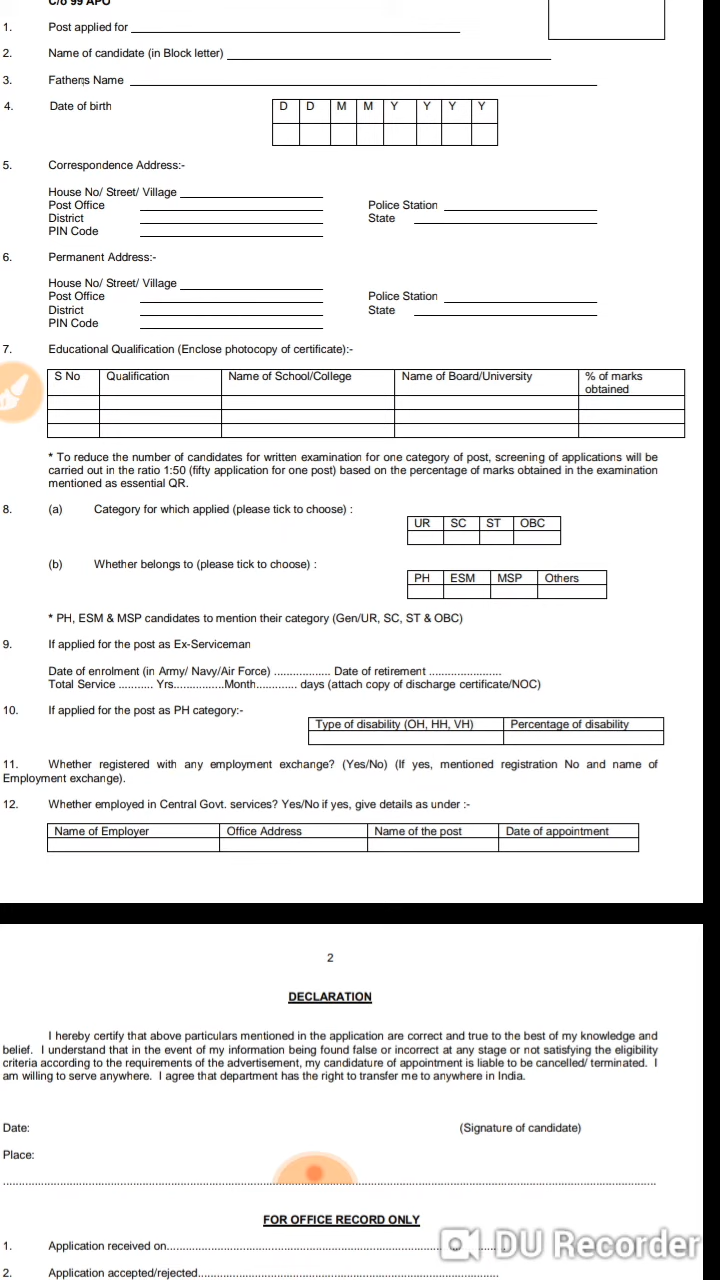 C/o 99 APO
1. Post applied for
2. Name of candidate (in Block letter)
3. Fathers Name
4. Date of birth
D D M M Y Y Y Y
5. Correspondence Address:-
House No/ Street/ Village
Post Office Police Station
District State
PIN Code
6. Permanent Address:-
House No/ Street/ Village
Post Office Police Station
District State
PIN Code
7. Educational Qualification (Enclose photocopy of certificate):-
S No Qualification Name of School/College Name of Board/University % of marks
obtained
* To reduce the number of candidates for written examination for one category of post, screening of applications will be
carried out in the ratio 1:50 (fifty application for one post) based on the percentage of marks obtained in the examination
mentioned as essential QR.
8. (a) Category for which applied (please tick to choose) :
UR SC ST OBC
(b) Whether belongs to (please tick to choose) :
PH ESM MSP Others
* PH, ESM & MSP candidates to mention their category (Gen/UR, SC, ST & OBC)
9. If applied for the post as Ex-Serviceman
Date of enrolment (in Army/ Navy/Air Force) .................. Date of retirement .......................
Total Service ........... Yrs................Month............. days (attach copy of discharge certificate/NOC)
10. If applied for the post as PH category:-
Type of disability (OH, HH, VH) Percentage of disability
11. Whether registered with any employment exchange? (Yes/No) (If yes, mentioned registration No and name of
Employment exchange).
12. Whether employed in Central Govt. services? Yes/No if yes, give details as under :-
Name of Employer Office Address Name of the post Date of appointment
2
DECLARATION
I hereby certify that above particulars mentioned in the application are correct and true to the best of my knowledge and
belief. I understand that in the event of my information being found false or incorrect at any stage or not satisfying the eligibility
criteria according to the requirements of the advertisement, my candidature of appointment is liable to be cancelled/ terminated. I
am willing to serve anywhere. I agree that department has the right to transfer me to anywhere in India.
Date: (Signature of candidate)
Place:
FOR OFFICE RECORD ONLY
1. Application received on
2. Application accepted/rejected
DU Recorder